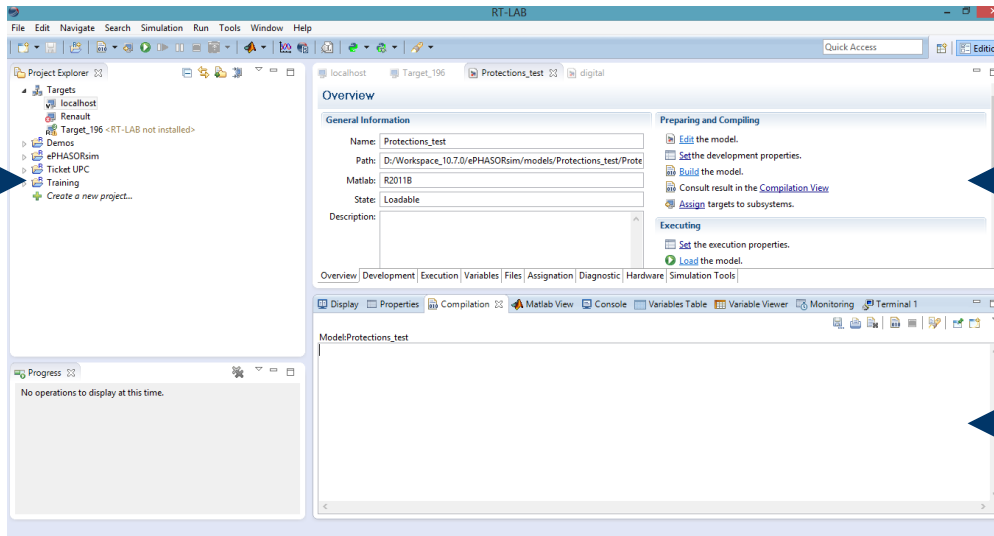 RT-LAB
File Edit Navigate Search Simulation Run Tools Window Help
Quick Access
Editic
Project Explorer
Targets
localhost
Renault
Target_196 <RT-LAB not installed>
Demos
ePHASORsim
Ticket UPC
Training
Create a new project...
localhost Target_196 Protections_test digital
Overview
General Information
Name: Protections_test
Path: D:/Workspace_10.7.0/ePHASORsim/models/Protections_test/Prote
Matlab: R2011B
State: Loadable
Description:
Preparing and Compiling
Edit the model.
Setthe development properties.
Build the model.
Consult result in the Compilation View
Assign targets to subsystems.
Executing
Set the execution properties.
Load the model.
Overview Development Execution Variables Files Assignation Diagnostic Hardware Simulation Tools
Display Properties Compilation Matlab View Console Variables Table Variable Viewer Monitoring Terminal 1
Model:Protections_test
Progress
No operations to display at this time.